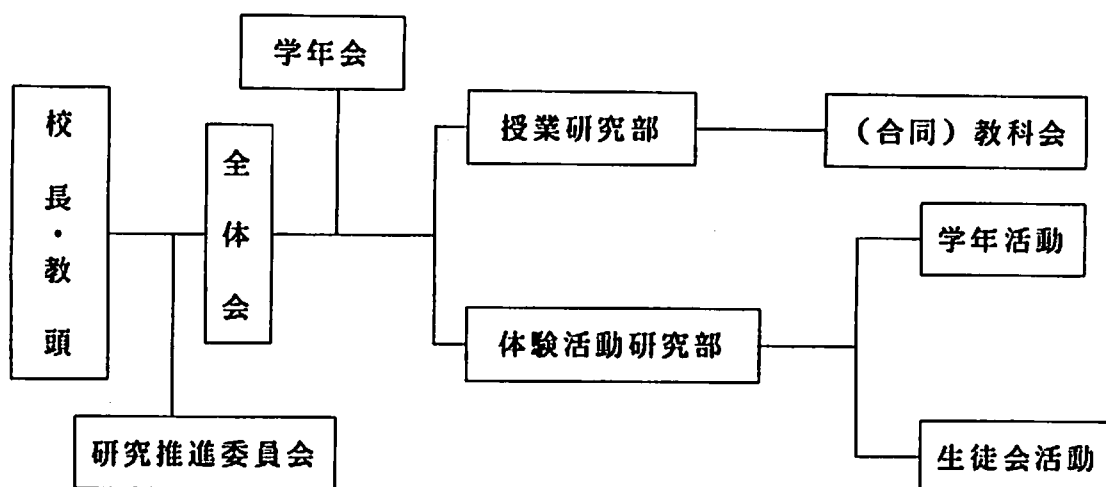 学年会
校長・教頭
全体会
授業研究部
（合同）教科会
学年活動
体験活動研究部
研究推進委員会
生徒会活動